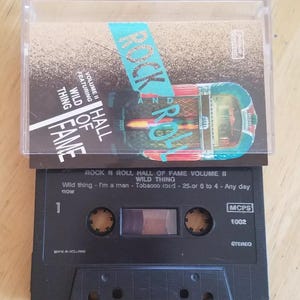 ROCK
AND
ROLL
HALL
OF
FAME
VOLUME II
FEATURING
WILD
THING
ROCK N ROLL HALL OF FAME VOLUME II
WILD THING
Wild thing - I'm a man - Tobacco road - 25 or 6 to 4 - Any day
now
1
MCPS
1002
STEREO